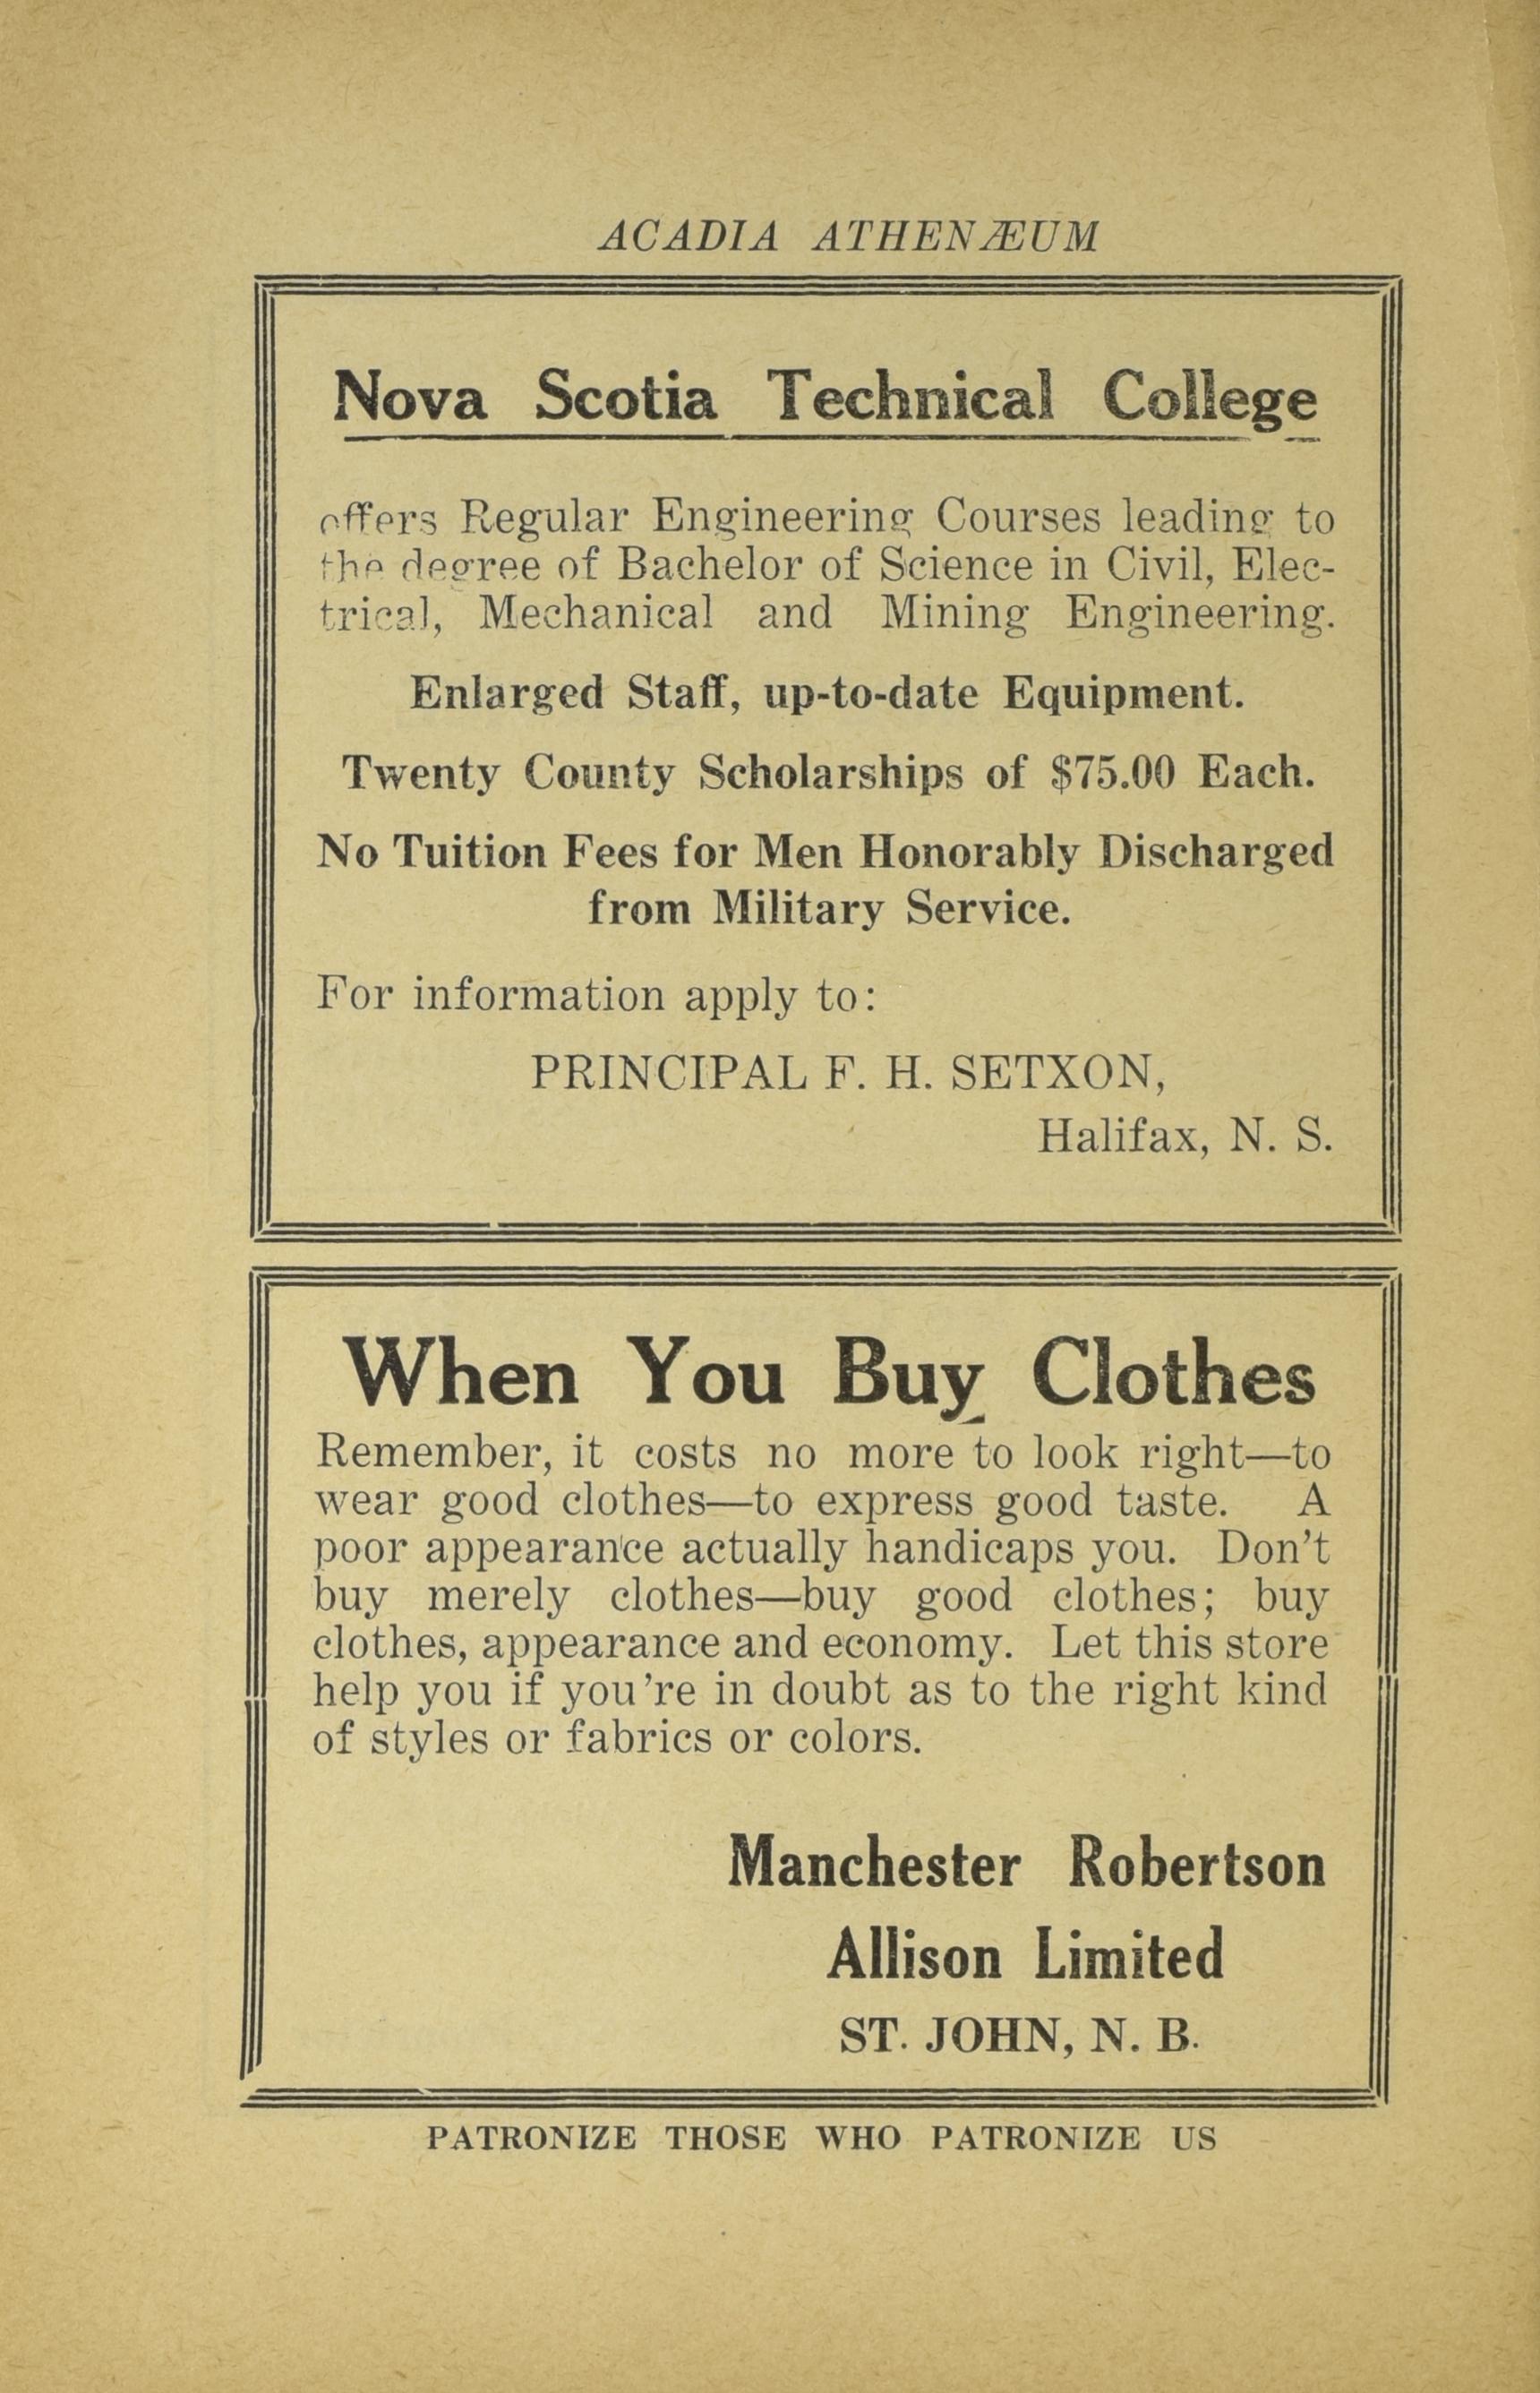 ACADIA ATHENÆUM
Nova Scotia Technical College
offers Regular Engineering Courses leading to
the degree of Bachelor of Science in Civil, Elec-
trical, Mechanical and Mining Engineering.
Enlarged Staff, up-to-date Equipment.
Twenty County Scholarships of $75.00 Each.
No Tuition Fees for Men Honorably Discharged
from Military Service.
For information apply to:
PRINCIPAL F. H. SETXON,
Halifax, N. S.
When You Buy Clothes
Remember, it costs no more to look right—to
wear good clothes—to express good taste. A
poor appearance actually handicaps you. Don't
buy merely clothes—buy good clothes; buy
clothes, appearance and economy. Let this store
help you if you're in doubt as to the right kind
of styles or fabrics or colors.
Manchester Robertson
Allison Limited
ST. JOHN, N. B.
PATRONIZE THOSE WHO PATRONIZE US